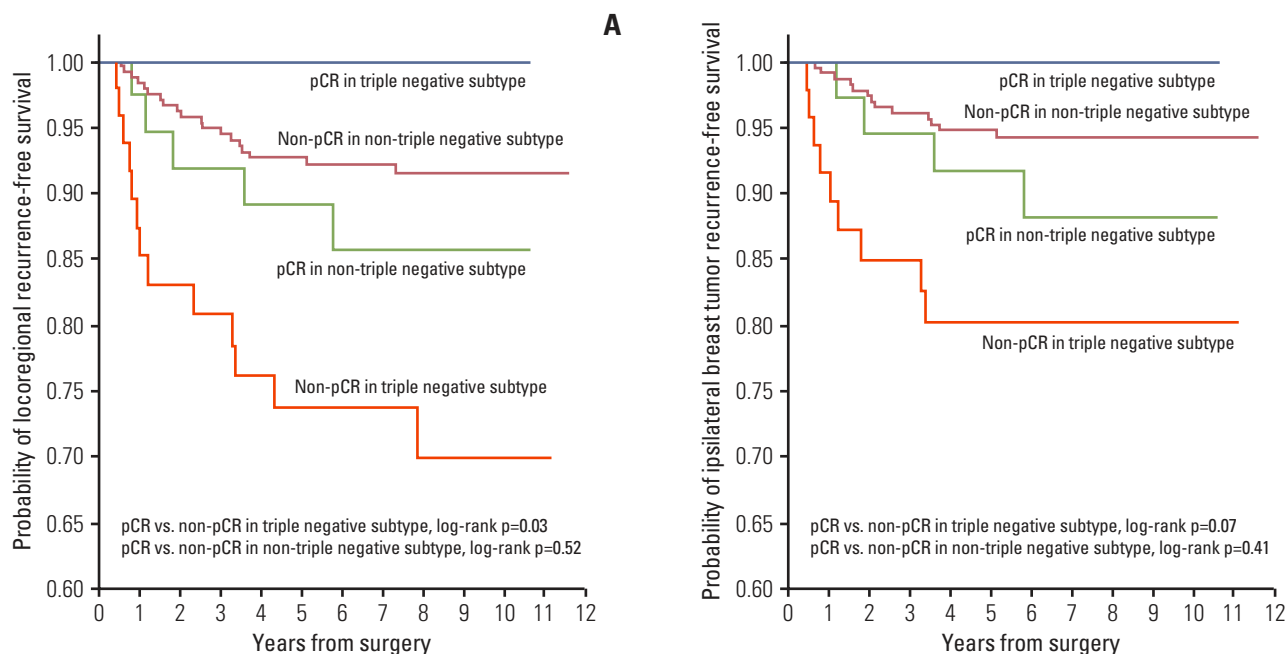 A
Probability of locoregional recurrence-free survival
1.00
0.95
0.90
0.85
0.80
0.75
0.70
0.65
0.60
pCR in triple negative subtype
Non-pCR in non-triple negative subtype
pCR in non-triple negative subtype
Non-pCR in triple negative subtype
pCR vs. non-pCR in triple negative subtype, log-rank p=0.03
pCR vs. non-pCR in non-triple negative subtype, log-rank p=0.52
0 1 2 3 4 5 6 7 8 9 10 11 12
Years from surgery
Probability of ipsilateral breast tumor recurrence-free survival
1.00
0.95
0.90
0.85
0.80
0.75
0.70
0.65
0.60
pCR in triple negative subtype
Non-pCR in non-triple negative subtype
pCR in non-triple negative subtype
Non-pCR in triple negative subtype
pCR vs. non-pCR in triple negative subtype, log-rank p=0.07
pCR vs. non-pCR in non-triple negative subtype, log-rank p=0.41
0 1 2 3 4 5 6 7 8 9 10 11 12
Years from surgery